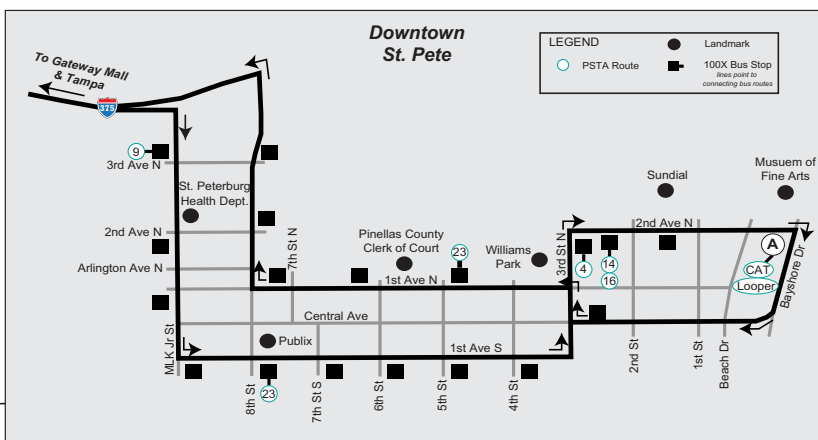 Downtown
St. Pete
To Gateway Mall
& Tampa
375
LEGEND
PSTA Route
Landmark
100X Bus Stop
lines point to
connecting bus routes
9
3rd Ave N
St. Peterburg
Health Dept.
2nd Ave N
Arlington Ave N
7th St N
Pinellas County
Clerk of Court
23
1st Ave N
Williams
Park
3rd St N
Sundial
Musuem of
Fine Arts
2nd Ave N
4
14
16
A
CAT
Looper
Bayshore Dr
Central Ave
MLK Jr St
Publix
1st Ave S
23
8th St
7th St S
6th St
5th St
4th St
2nd St
1st St
Beach Dr